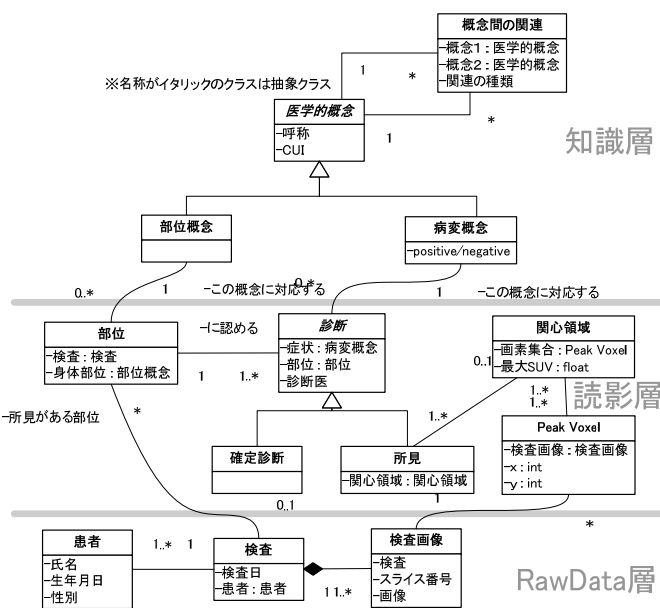 概念間の関連
-概念1 : 医学的概念
-概念2 : 医学的概念
-関連の種類
1
*
※名称がイタリックのクラスは抽象クラス
医学的概念
-呼称
-CUI
1
*
知識層
部位概念
病変概念
-positive/negative
0..*
1
-この概念に対応する
0..*
1
-この概念に対応する
部位
-検査 : 検査
-身体部位 : 部位概念
-に認める
1
1..*
診断
-症状 : 病変概念
-部位 : 部位
-診断医
関心領域
-画素集合 : Peak Voxel
-最大SUV : float
0..1
1..*
1..*
読影層
-所見がある部位
*
1..*
確定診断
所見
-関心領域 : 関心領域
Peak Voxel
-検査画像 : 検査画像
-x : int
-y : int
0..1
1
*
患者
-氏名
-生年月日
-性別
1..*
1
検査
-検査日
-患者 : 患者
1
1..*
検査画像
-検査
-スライス番号
-画像
RawData層